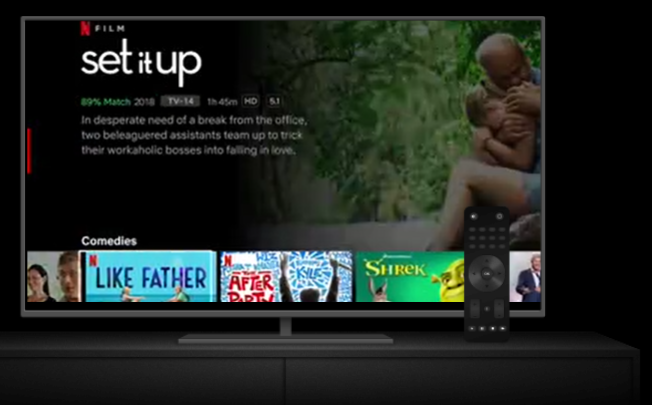 N FILM
set it up
89% Match 2018 TV-14 1h 45m HD 5.1
In desperate need of a break from the office,
two beleaguered assistants team up to trick
their workaholic bosses into falling in love.
Comedies
N LIKE FATHER
N THE AFTER PARTY
KYLE
SHREK